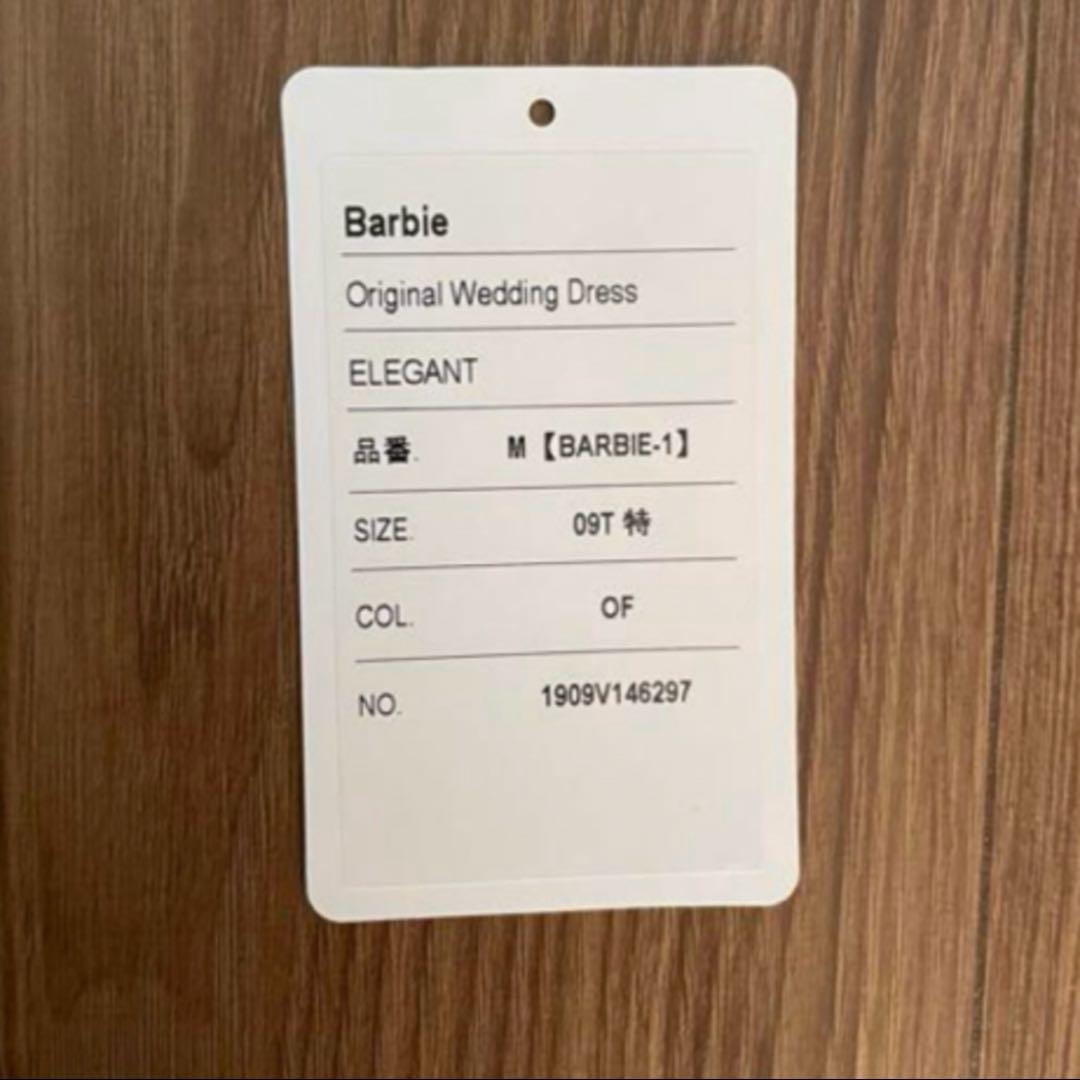 Barbie
Original Wedding Dress
ELEGANT
品番. M【BARBIE-1】
SIZE. 09T 特
COL. OF
NO. 1909V146297